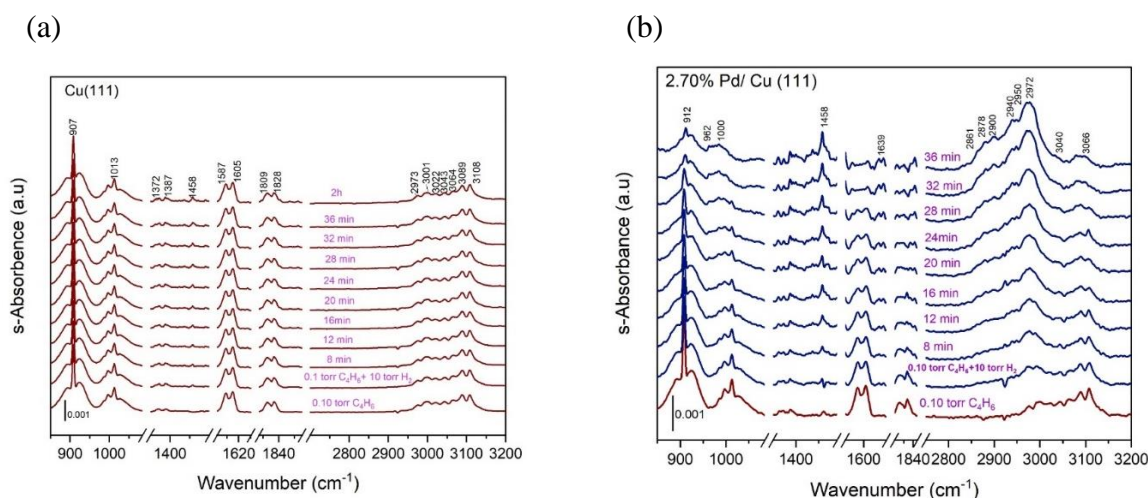 (a)
Cu(111)
907
1013
1372
1387
1458
1587
1605
1809
1828
2973
3001
3022
3043
3064
3089
3108
2h
36 min
32 min
28 min
24 min
20 min
16min
12 min
8 min
0.1 torr C₄H₆+ 10 torr H₂
0.10 torr C₄H₆
0.001
s-Absorbence (a.u)
900 1000 1400 1620 1840 2800 2900 3000 3100 3200
Wavenumber (cm⁻¹)
(b)
2.70% Pd/ Cu (111)
912
962
1000
1458
1639
2861
2878
2900
2940
2950
2972
3040
3066
36 min
32 min
28 min
24min
20 min
16 min
12 min
8 min
0.10 torr C₄H₆+10 torr H₂
0.10 torr C₄H₆
0.001
s-Absorbance (a.u)
900 1000 1400 1600 1840 2800 2900 3000 3100 3200
Wavenumber (cm⁻¹)